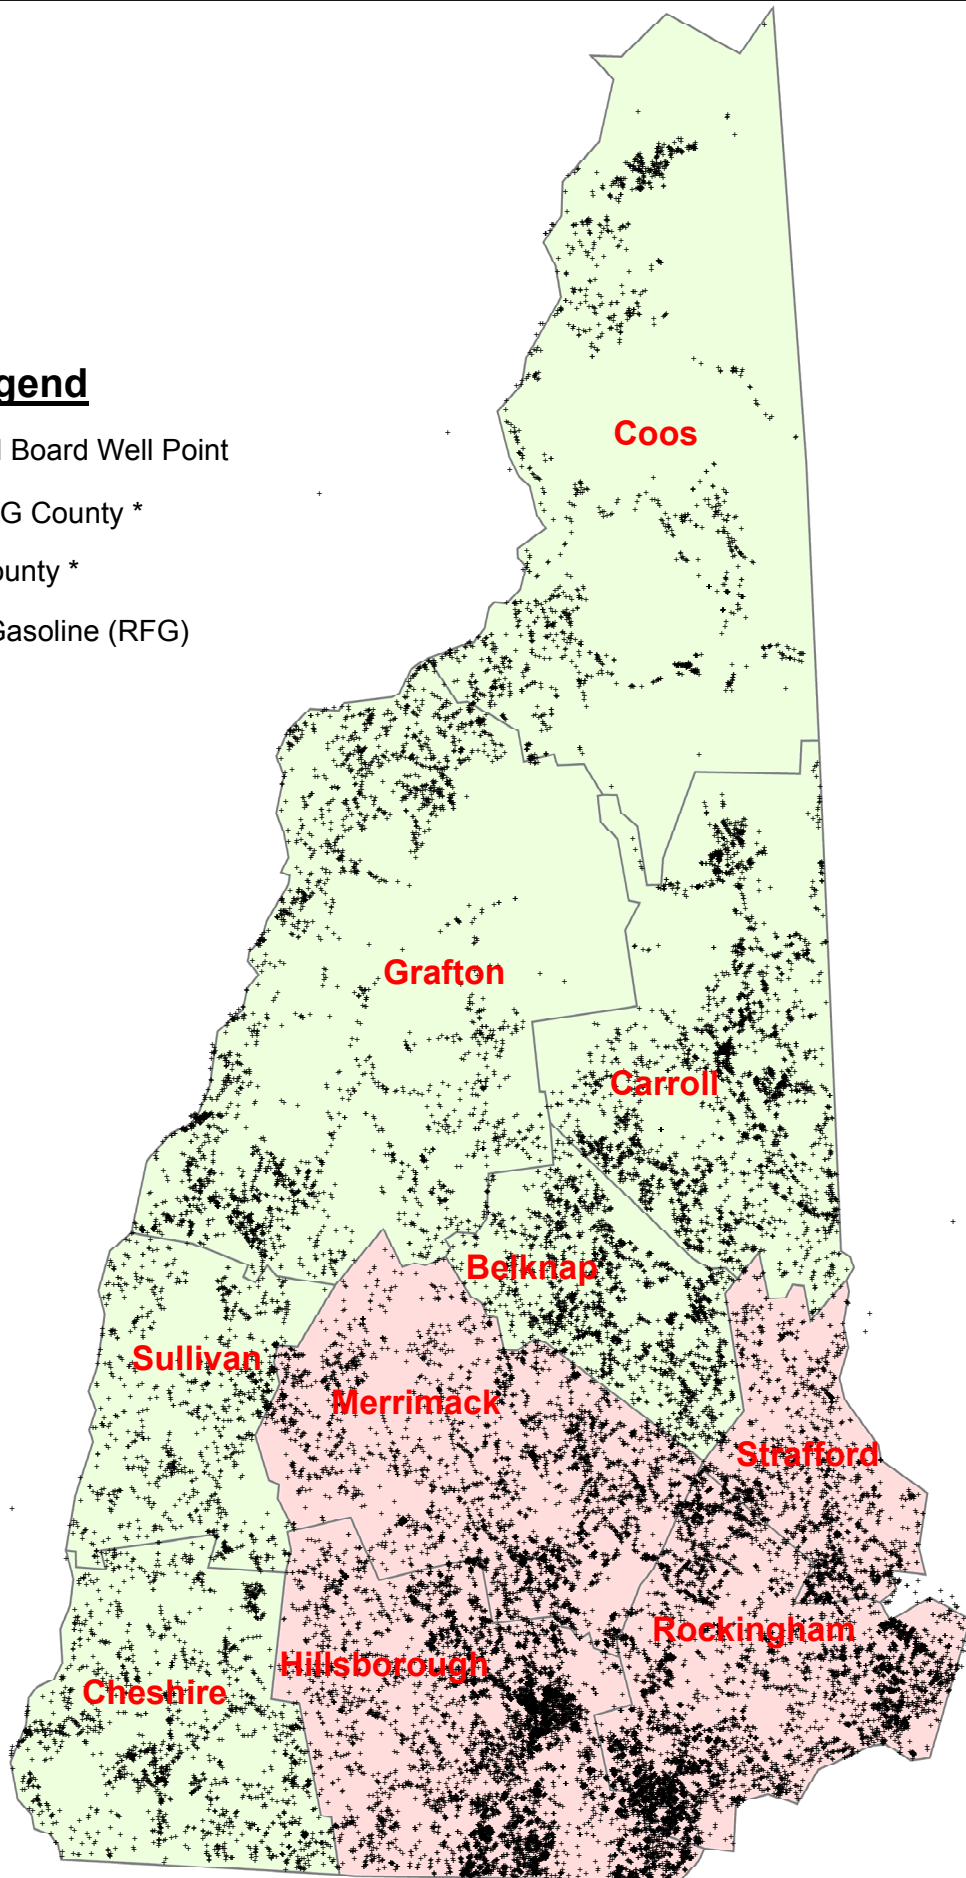 gend
Board Well Point
G County *
ounty *
Gasoline (RFG)
Coos
Grafton
Carroll
Belknap
Sullivan
Merrimack
Strafford
Rockingham
Hillsborough
Cheshire